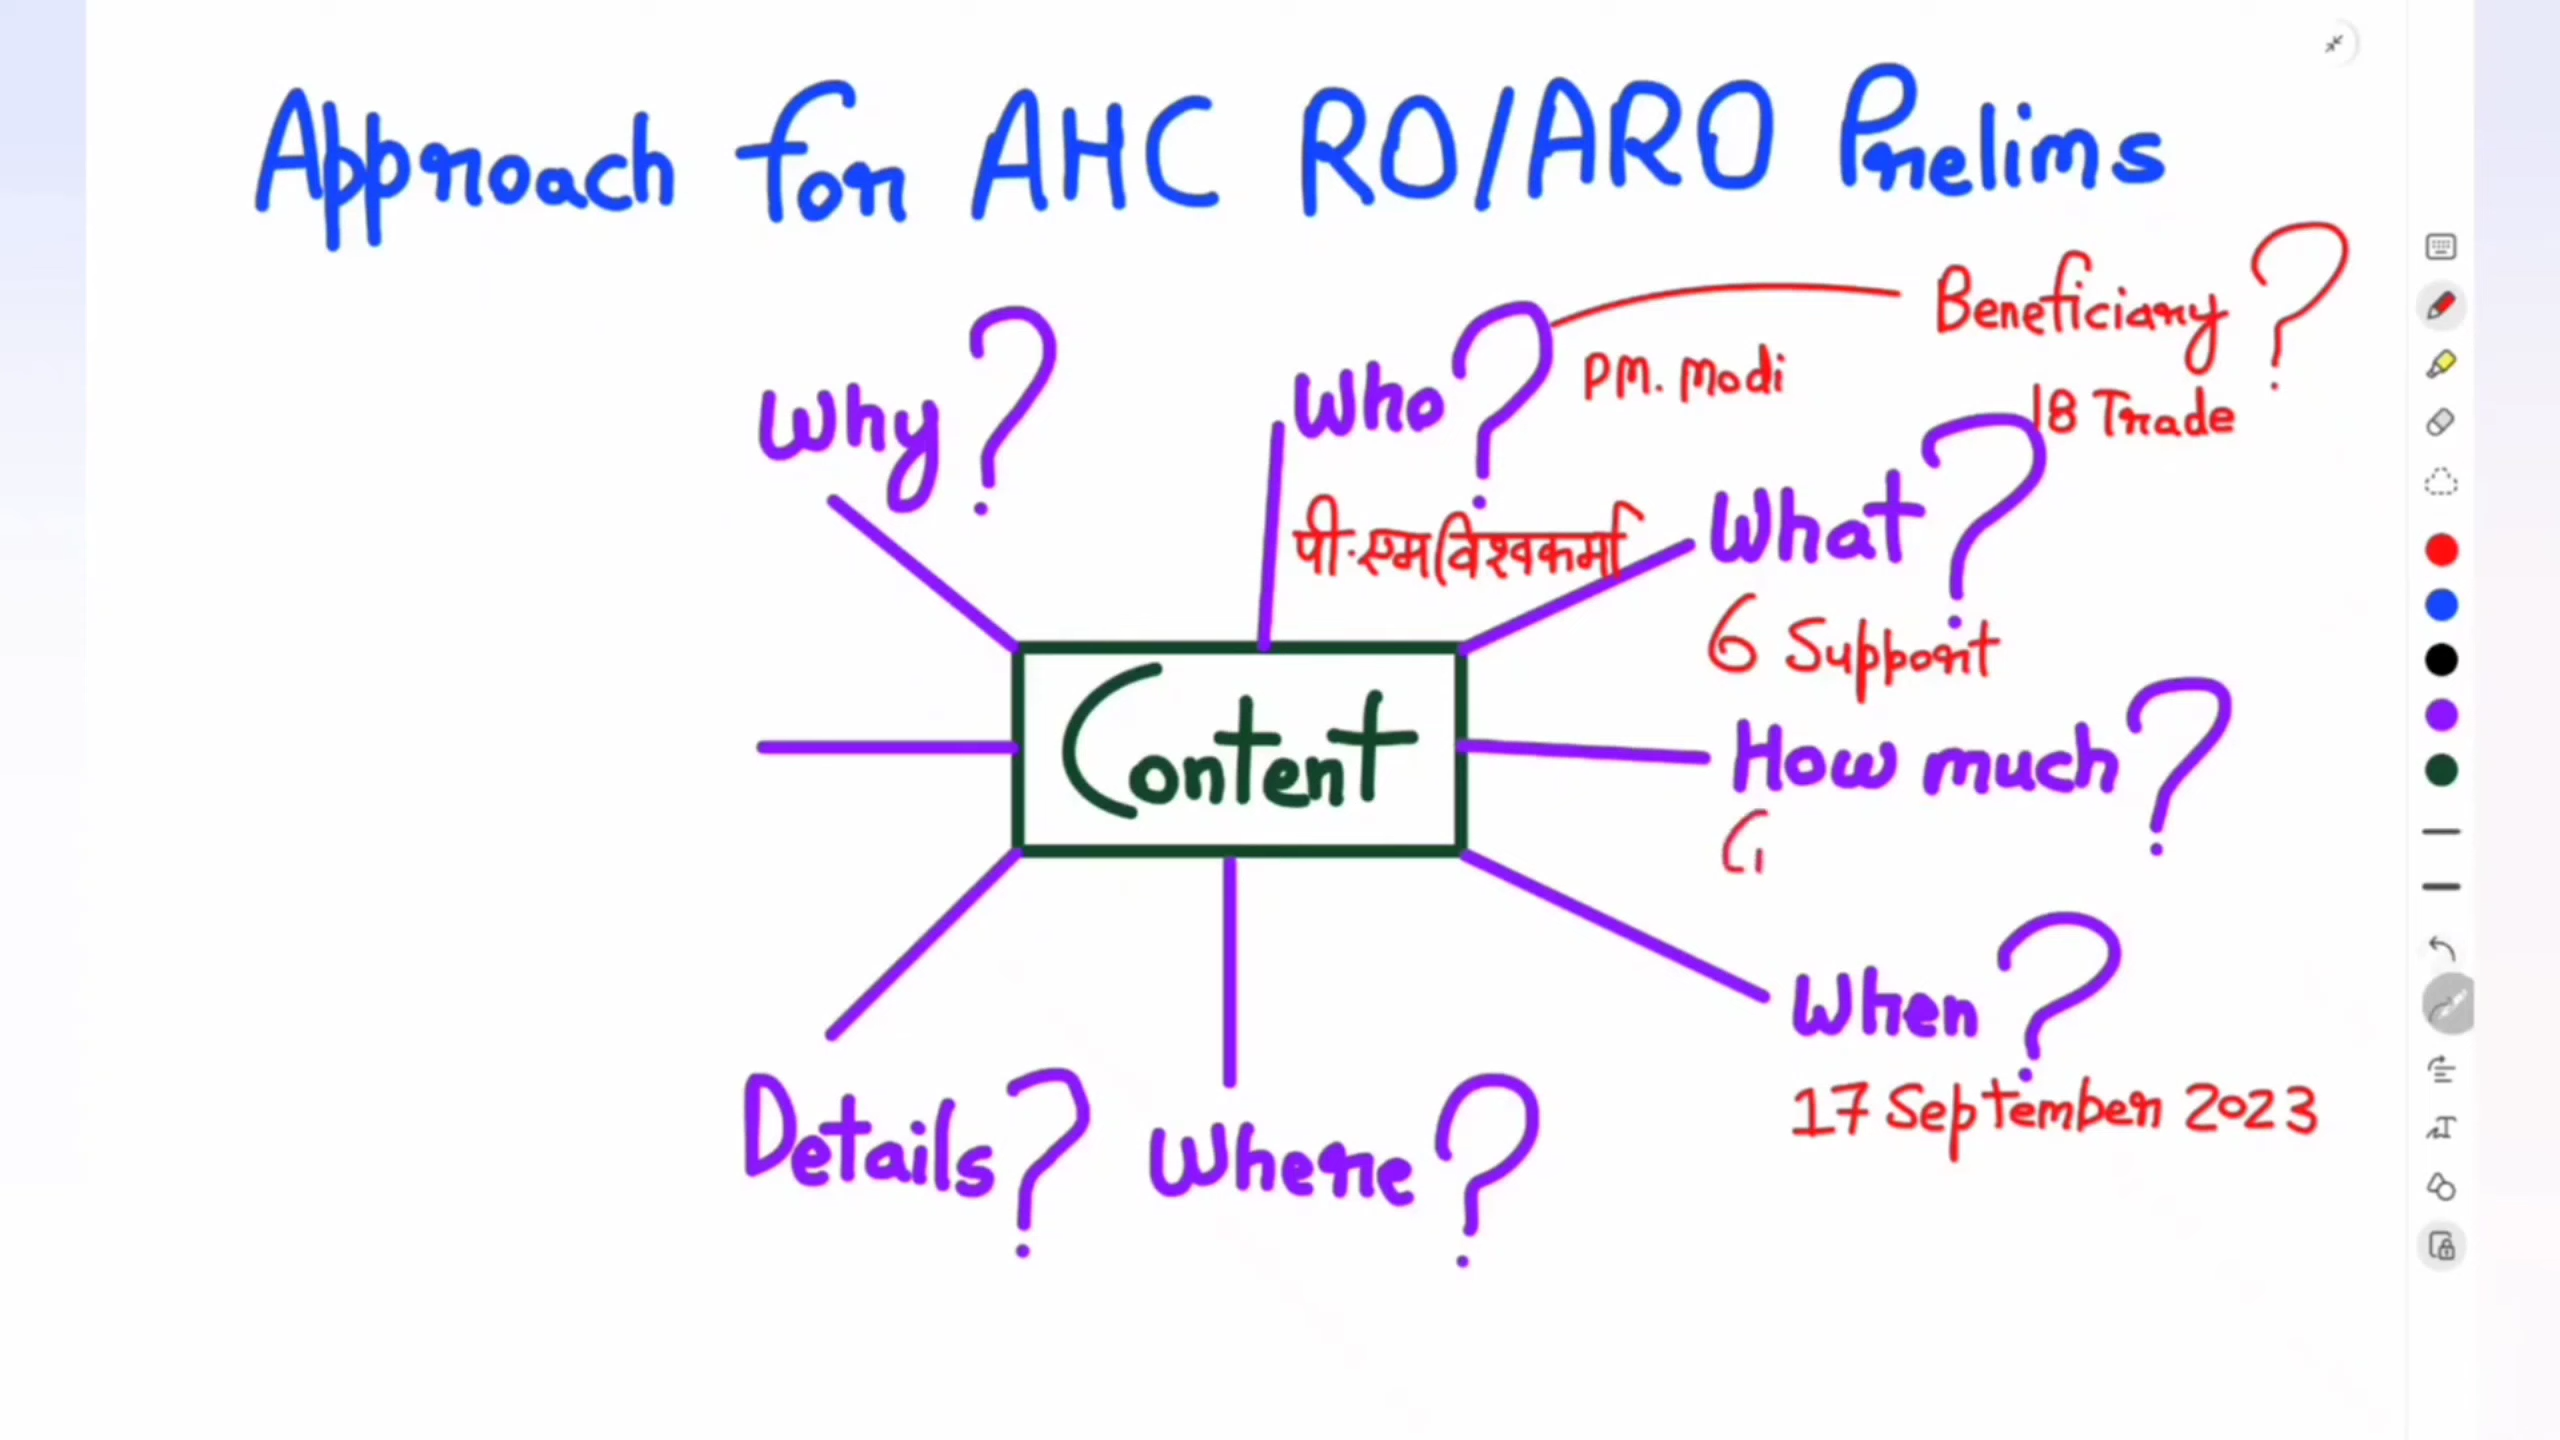 Approach for AHC RO/ARO Prelims
Why?
Who?
PM. Modi
Beneficiary?
18 Trade
पी.एम विश्वकर्मा
What?
6 Support
Content
How much?
When?
17 September 2023
Details?
Where?